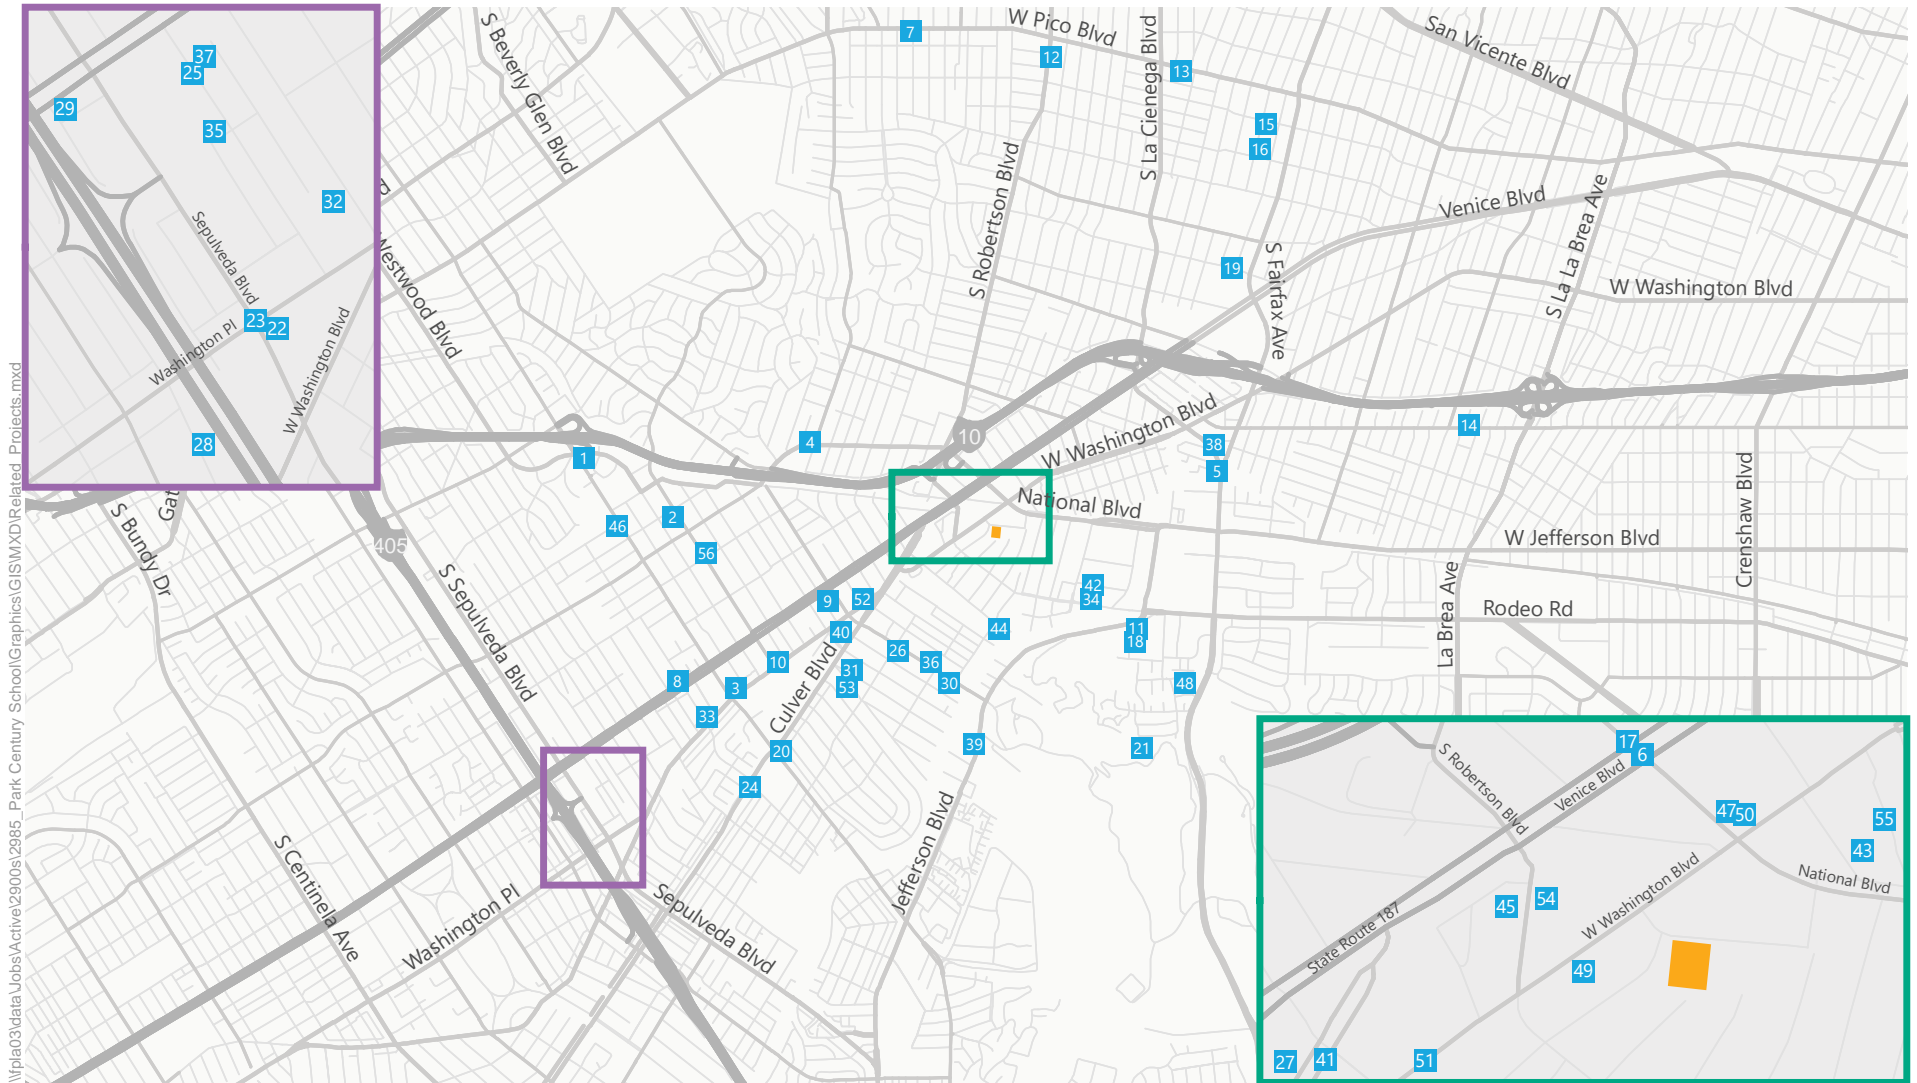 S Beverly Glen Blvd
W Pico Blvd
S La Cienega Blvd
San Vicente Blvd
7
12
13
15
16
S Robertson Blvd
Venice Blvd
S La La Brea Ave
19
S Fairfax Ave
W Washington Blvd
37
25
29
35
32
Sepulveda Blvd
23
22
Washington Pl
W Washington Blvd
28
Westwood Blvd
10
W Washington Blvd
14
4
1
38
5
Gat
S Bundy Dr
405
46
2
56
National Blvd
W Jefferson Blvd
Crenshaw Blvd
S Sepulveda Blvd
9
52
42
34
La Brea Ave
Rodeo Rd
40
44
11
18
26
36
10
31
53
30
8
3
48
Culver Blvd
33
20
39
21
24
Jefferson Blvd
S Centinela Ave
Washington Pl
Sepulveda Blvd
17
6
S Robertson Blvd
Venice Blvd
47
50
55
43
National Blvd
W Washington Blvd
45
54
State Route 187
49
27
41
51
\\fpla03\data\Jobs\Active\2900s\2985_Park Century School\Graphics\GIS\MXD\Related_Projects.mxd